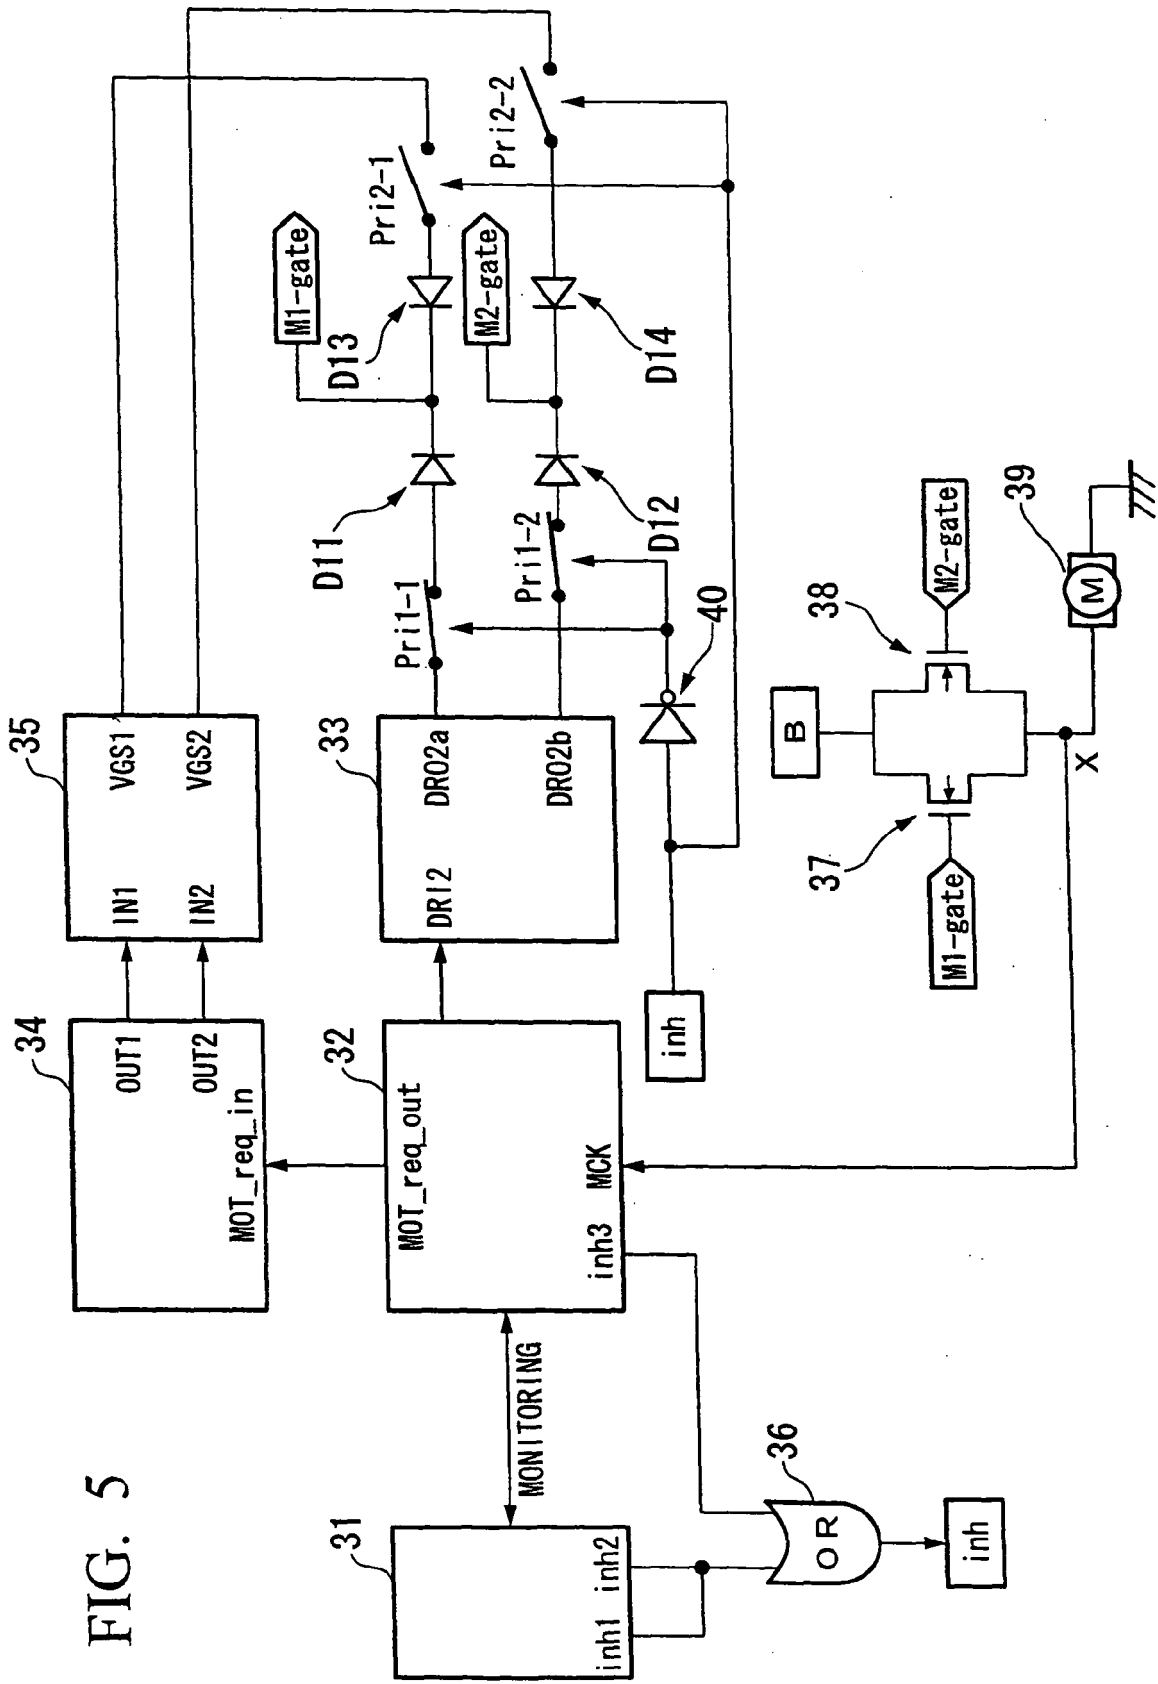 FIG. 5
34
OUT1
OUT2
MOT_req_in
35
IN1
VGS1
IN2
VGS2
31
inh1
inh2
MONITORING
32
MOT_req_out
inh3
MCK
33
DRI2
DRO2a
DRO2b
Pri1-1
D11
D13
M1-gate
Pri2-1
Pri1-2
D12
D14
M2-gate
Pri2-2
inh
40
36
OR
inh
B
37
38
M1-gate
M2-gate
X
39
M